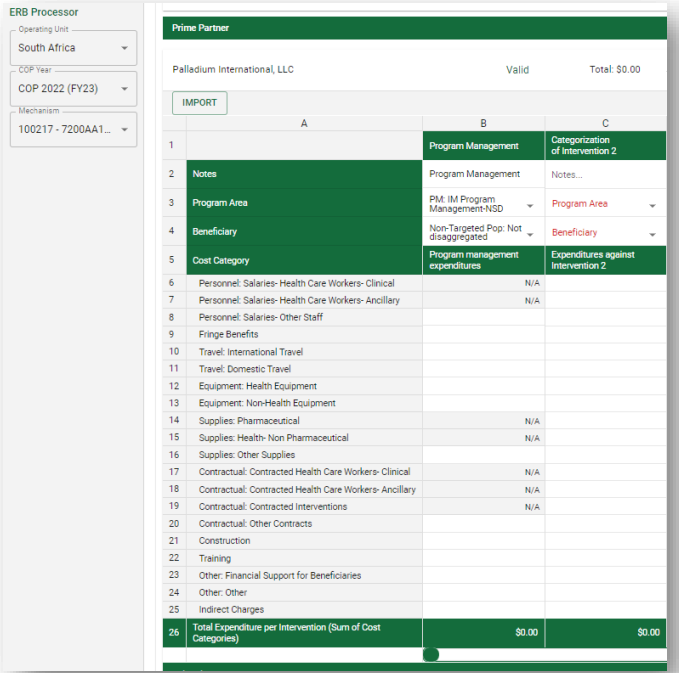 ERB Processor
Operating Unit
South Africa
COP Year
COP 2022 (FY23)
Mechanism
100217 - 7200AA1...
Prime Partner
Palladium International, LLC Valid Total: $0.00
IMPORT
A B C
1 Program Management Categorization
of Intervention 2
2 Notes Program Management Notes...
3 Program Area PM: IM Program
Management-NSD Program Area
4 Beneficiary Non-Targeted Pop: Not
disaggregated Beneficiary
5 Cost Category Program management
expenditures Expenditures against
Intervention 2
6 Personnel: Salaries- Health Care Workers- Clinical N/A
7 Personnel: Salaries- Health Care Workers- Ancillary N/A
8 Personnel: Salaries- Other Staff
9 Fringe Benefits
10 Travel: International Travel
11 Travel: Domestic Travel
12 Equipment: Health Equipment
13 Equipment: Non-Health Equipment
14 Supplies: Pharmaceutical N/A
15 Supplies: Health- Non Pharmaceutical N/A
16 Supplies: Other Supplies
17 Contractual: Contracted Health Care Workers- Clinical N/A
18 Contractual: Contracted Health Care Workers- Ancillary N/A
19 Contractual: Contracted Interventions N/A
20 Contractual: Other Contracts
21 Construction
22 Training
23 Other: Financial Support for Beneficiaries
24 Other: Other
25 Indirect Charges
26 Total Expenditure per Intervention (Sum of Cost
Categories) $0.00 $0.00